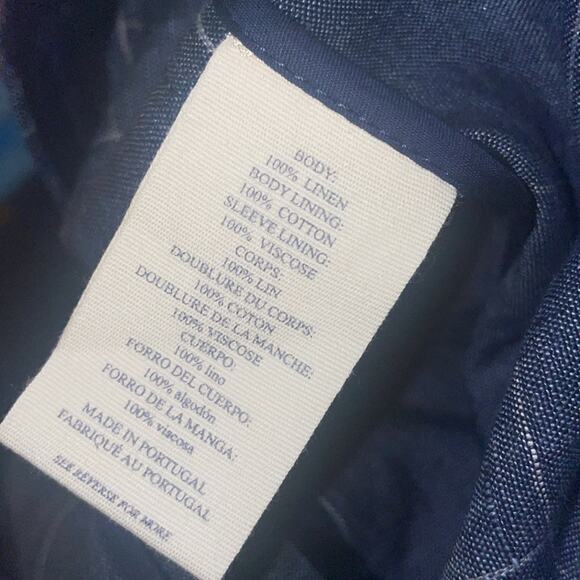 BODY:
100% LINEN
BODY LINING:
100% COTTON
SLEEVE LINING:
100% VISCOSE
CORPS:
100% LIN
DOUBLURE DU CORPS:
100% COTON
DOUBLURE DE LA MANCHE:
100% VISCOSE
CUERPO:
100% lino
FORRO DEL CUERPO:
100% algodón
FORRO DE LA MANGA:
100% viscosa
MADE IN PORTUGAL
FABRIQUÉ AU PORTUGAL
SEE REVERSE FOR MORE